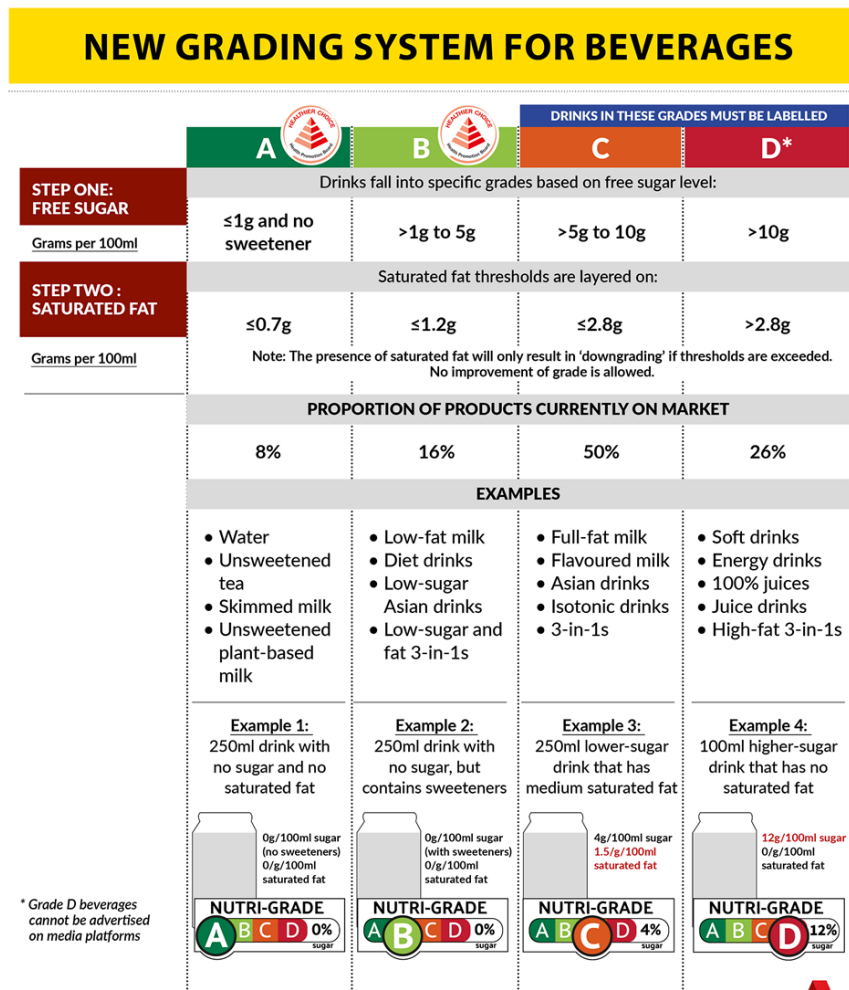 NEW GRADING SYSTEM FOR BEVERAGES
DRINKS IN THESE GRADES MUST BE LABELLED
HEALTHIER CHOICE
Health Promotion Board
HEALTHIER CHOICE
Health Promotion Board
A
B
C
D*
STEP ONE:
FREE SUGAR
Grams per 100ml
Drinks fall into specific grades based on free sugar level:
≤1g and no
sweetener
>1g to 5g
>5g to 10g
>10g
STEP TWO :
SATURATED FAT
Grams per 100ml
Saturated fat thresholds are layered on:
≤0.7g
≤1.2g
≤2.8g
>2.8g
Note: The presence of saturated fat will only result in ‘downgrading’ if thresholds are exceeded.
No improvement of grade is allowed.
PROPORTION OF PRODUCTS CURRENTLY ON MARKET
8%
16%
50%
26%
EXAMPLES
• Water
• Unsweetened
tea
• Skimmed milk
• Unsweetened
plant-based
milk
• Low-fat milk
• Diet drinks
• Low-sugar
Asian drinks
• Low-sugar and
fat 3-in-1s
• Full-fat milk
• Flavoured milk
• Asian drinks
• Isotonic drinks
• 3-in-1s
• Soft drinks
• Energy drinks
• 100% juices
• Juice drinks
• High-fat 3-in-1s
Example 1:
250ml drink with
no sugar and no
saturated fat
Example 2:
250ml drink with
no sugar, but
contains sweeteners
Example 3:
250ml lower-sugar
drink that has
medium saturated fat
Example 4:
100ml higher-sugar
drink that has no
saturated fat
0g/100ml sugar
(no sweeteners)
0/g/100ml
saturated fat
NUTRI-GRADE
A B C D 0%
sugar
0g/100ml sugar
(with sweeteners)
0/g/100ml
saturated fat
NUTRI-GRADE
A B C D 0%
sugar
4g/100ml sugar
1.5/g/100ml
saturated fat
NUTRI-GRADE
A B C D 4%
sugar
12g/100ml sugar
0/g/100ml
saturated fat
NUTRI-GRADE
A B C D 12%
sugar
* Grade D beverages
cannot be advertised
on media platforms